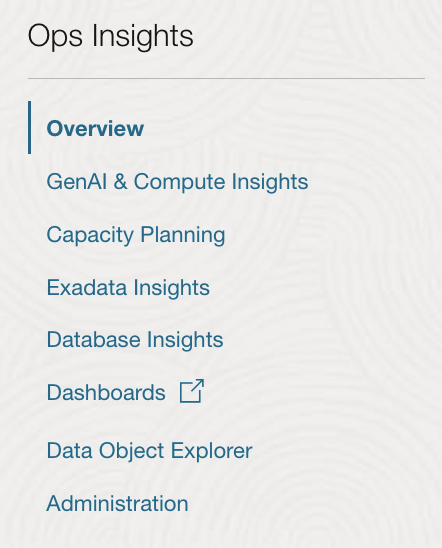 Ops Insights
Overview
GenAI & Compute Insights
Capacity Planning
Exadata Insights
Database Insights
Dashboards
Data Object Explorer
Administration